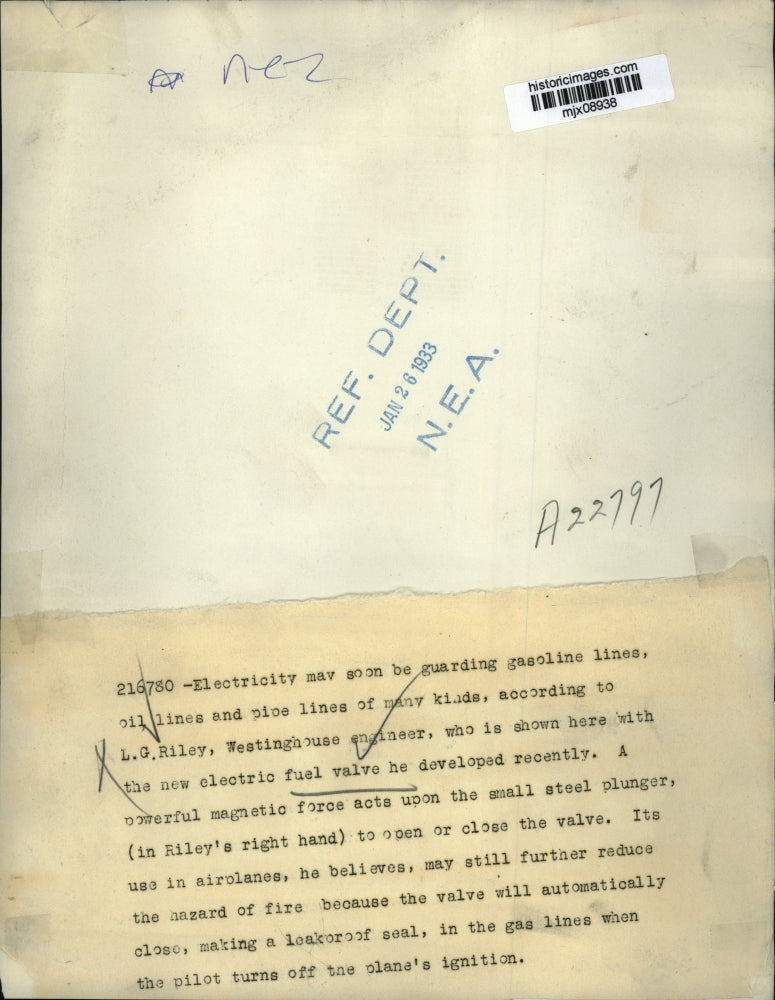 nez
historicimages.com
mjx08938
REF. DEPT.
JAN 26 1933
N.E.A.
A22797
216780 -Electricity may soon be guarding gasoline lines,
oil lines and pipe lines of many kinds, according to
L.G.Riley, Westinghouse engineer, who is shown here with
the new electric fuel valve he developed recently. A
powerful magnetic force acts upon the small steel plunger,
(in Riley's right hand) to open or close the valve. Its
use in airplanes, he believes, may still further reduce
the hazard of fire because the valve will automatically
close, making a leakproof seal, in the gas lines when
the pilot turns off the plane's ignition.